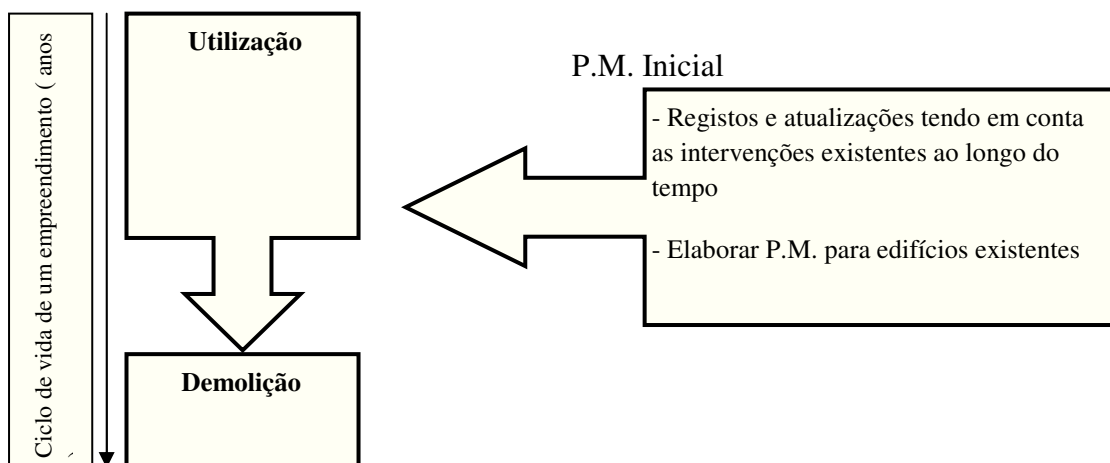 Ciclo de vida de um empreendimento ( anos
)
Utilização
P.M. Inicial
- Registos e atualizações tendo em conta
as intervenções existentes ao longo do
tempo
- Elaborar P.M. para edifícios existentes
Demolição